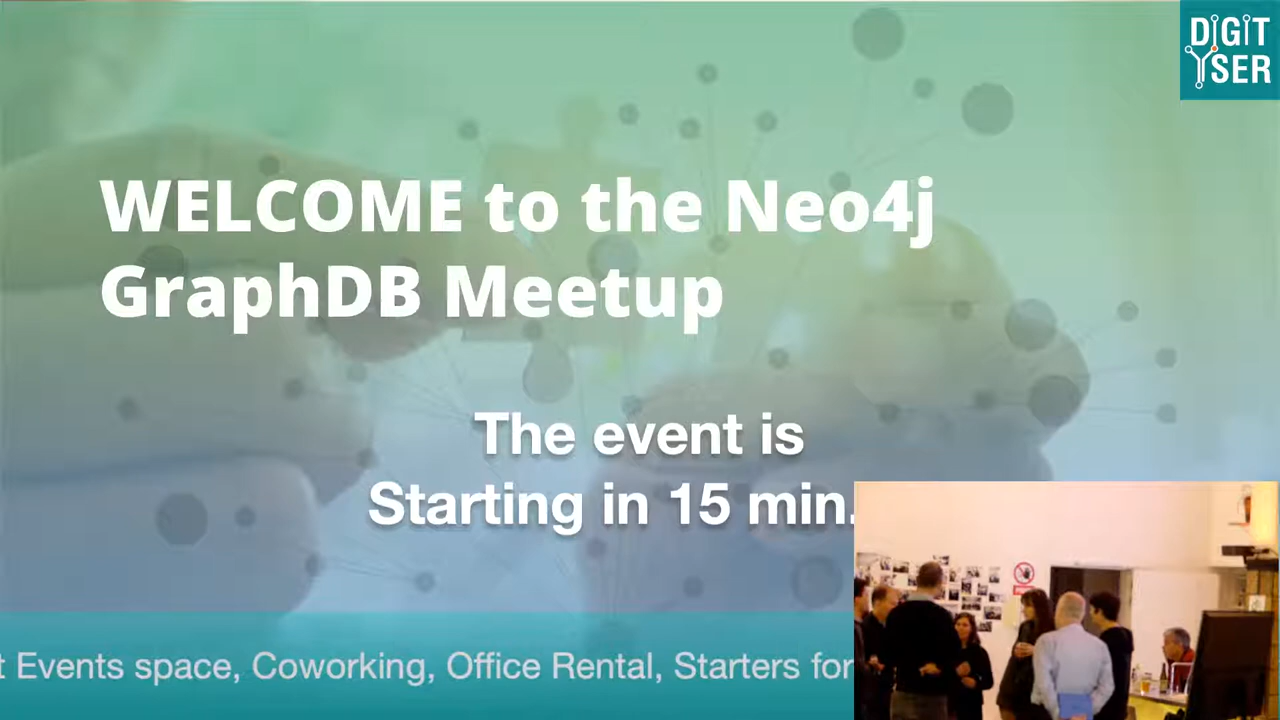 DIGIT
YSER
WELCOME to the Neo4j
GraphDB Meetup
The event is
Starting in 15 min.
t Events space, Coworking, Office Rental, Starters for